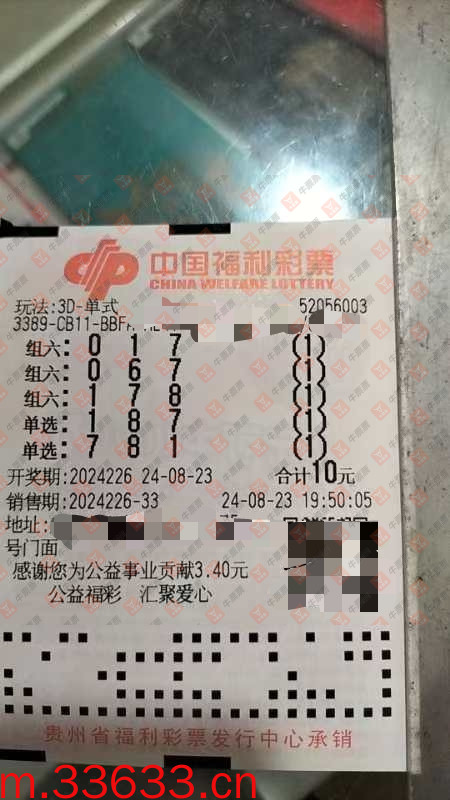 中国福利彩票
CHINA WELFARE LOTTERY
玩法:3D-单式 52056003
3389-CB11-BBF
组六: 0 1 7 (1)
组六: 0 6 7 (1)
组六: 1 7 8 (1)
单选: 1 8 7 (1)
单选: 7 8 1 (1)
开奖期:2024226 24-08-23 合计10元
销售期:2024226-33 24-08-23 19:50:05
地址:
号门面
感谢您为公益事业贡献3.40元
公益福彩 汇聚爱心
贵州省福利彩票发行中心承销
m.33633.cn